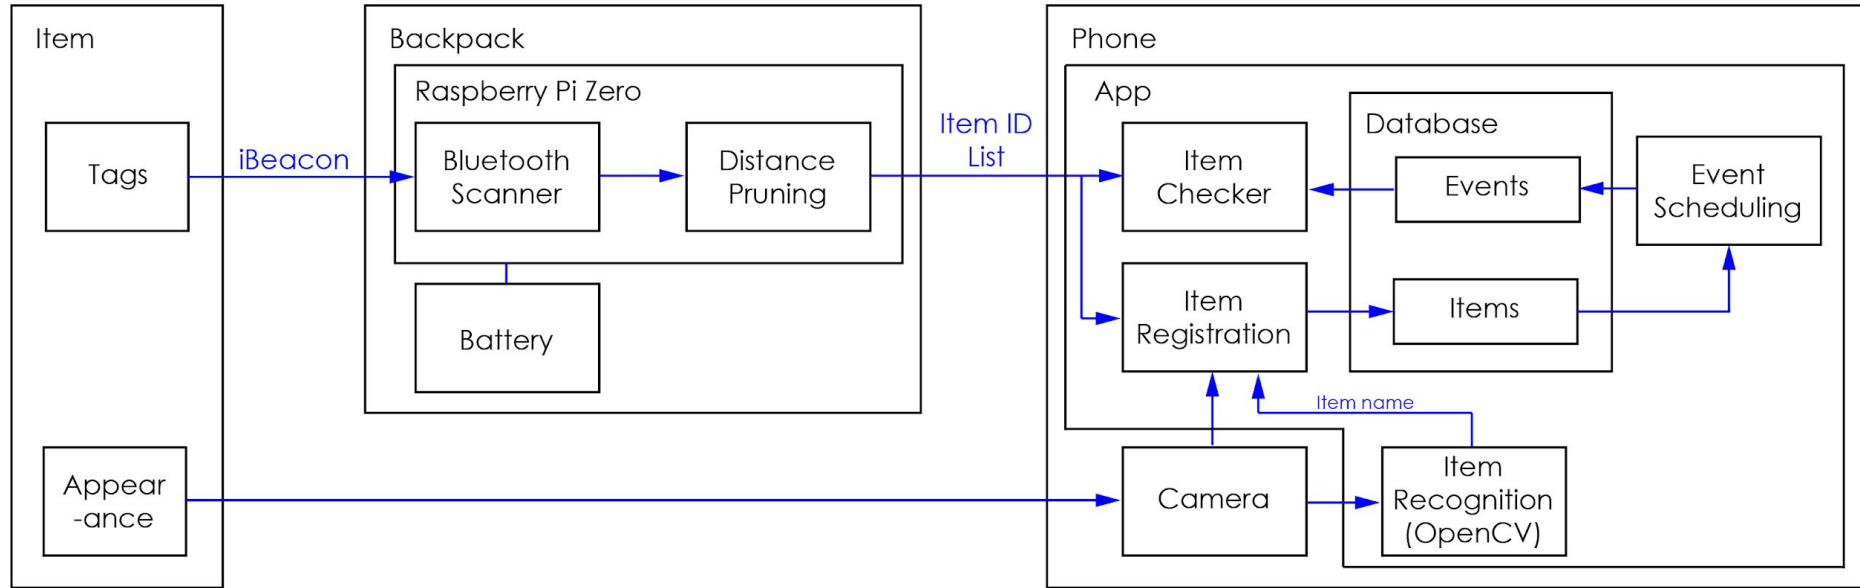 Item
Tags
iBeacon
Appear
-ance
Backpack
Raspberry Pi Zero
Bluetooth
Scanner
Distance
Pruning
Battery
Item ID
List
Phone
App
Item
Checker
Database
Events
Event
Scheduling
Item
Registration
Items
Item name
Camera
Item
Recognition
(OpenCV)